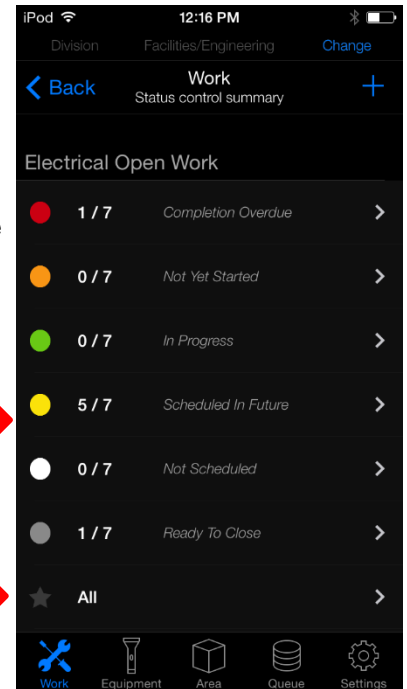 iPod 12:16 PM
Division Facilities/Engineering Change
Back Work
Status control summary
Electrical Open Work
1 / 7 Completion Overdue
e
0 / 7 Not Yet Started
0 / 7 In Progress
5 / 7 Scheduled In Future
0 / 7 Not Scheduled
1 / 7 Ready To Close
All
Work Equipment Area Queue Settings